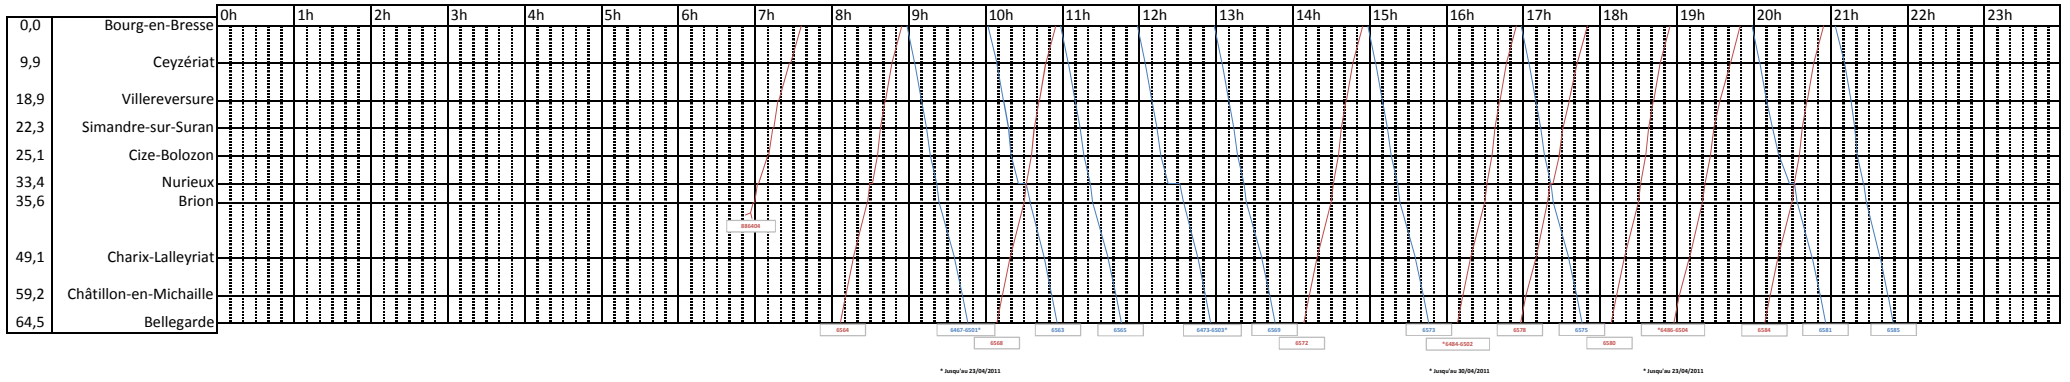 0h 1h 2h 3h 4h 5h 6h 7h 8h 9h 10h 11h 12h 13h 14h 15h 16h 17h 18h 19h 20h 21h 22h 23h
0,0 Bourg-en-Bresse
9,9 Ceyzériat
18,9 Villereversure
22,3 Simandre-sur-Suran
25,1 Cize-Bolozon
33,4 Nurieux
35,6 Brion
886404
49,1 Charix-Lalleyriat
59,2 Châtillon-en-Michaille
64,5 Bellegarde
6564 6467-6501* 6563 6565 6473-6503* 6569 6573 6578 6575 *6486-6504 6584 6581 6585
6568 6572 *6484-6502 6580
* Jusqu'au 23/04/2011 * Jusqu'au 30/04/2011 * Jusqu'au 23/04/2011